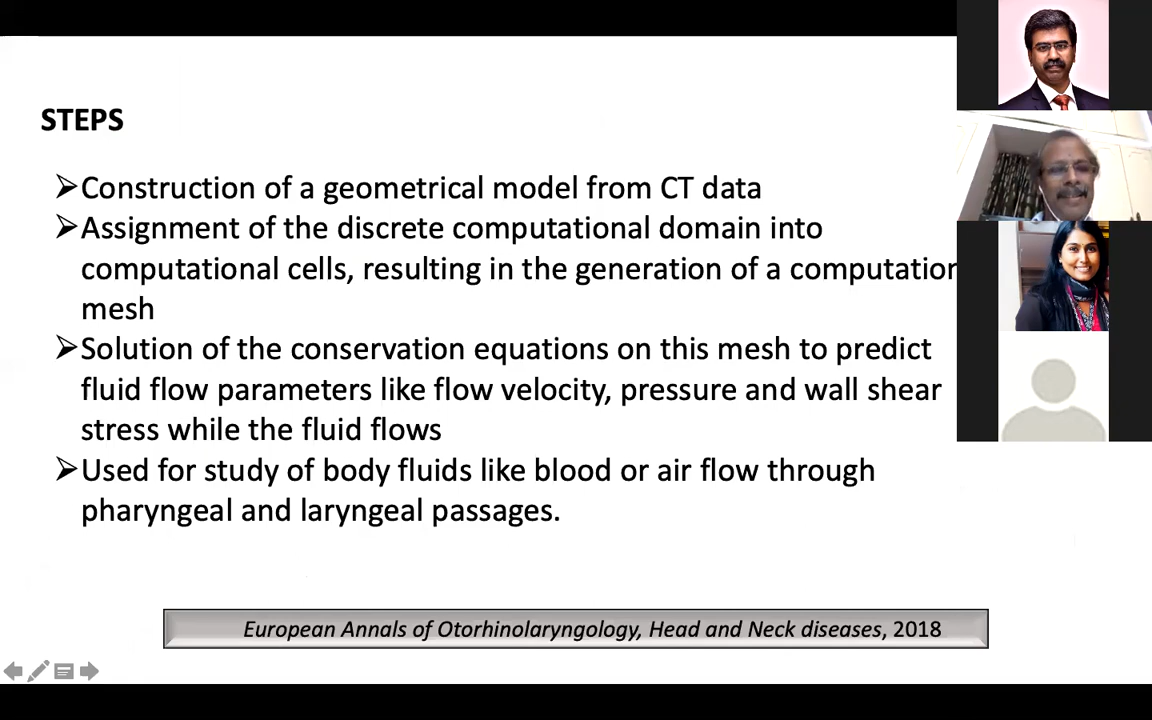 STEPS
➢Construction of a geometrical model from CT data
➢Assignment of the discrete computational domain into
computational cells, resulting in the generation of a computation
mesh
➢Solution of the conservation equations on this mesh to predict
fluid flow parameters like flow velocity, pressure and wall shear
stress while the fluid flows
➢Used for study of body fluids like blood or air flow through
pharyngeal and laryngeal passages.
European Annals of Otorhinolaryngology, Head and Neck diseases, 2018